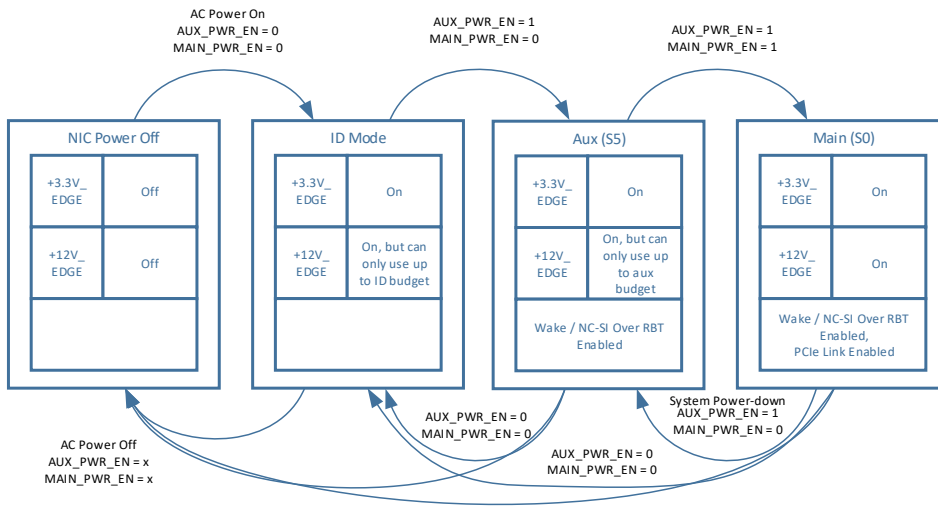 AC Power On
AUX_PWR_EN = 0
MAIN_PWR_EN = 0
AUX_PWR_EN = 1
MAIN_PWR_EN = 0
AUX_PWR_EN = 1
MAIN_PWR_EN = 1
NIC Power Off
+3.3V_
EDGE
Off
+12V_
EDGE
Off
ID Mode
+3.3V_
EDGE
On
+12V_
EDGE
On, but can
only use up
to ID budget
Aux (S5)
+3.3V_
EDGE
On
+12V_
EDGE
On, but can
only use up
to aux
budget
Wake / NC-SI Over RBT
Enabled
Main (S0)
+3.3V_
EDGE
On
+12V_
EDGE
On
Wake / NC-SI Over RBT
Enabled,
PCIe Link Enabled
AC Power Off
AUX_PWR_EN = x
MAIN_PWR_EN = x
AUX_PWR_EN = 0
MAIN_PWR_EN = 0
AUX_PWR_EN = 0
MAIN_PWR_EN = 0
System Power-down
AUX_PWR_EN = 1
MAIN_PWR_EN = 0